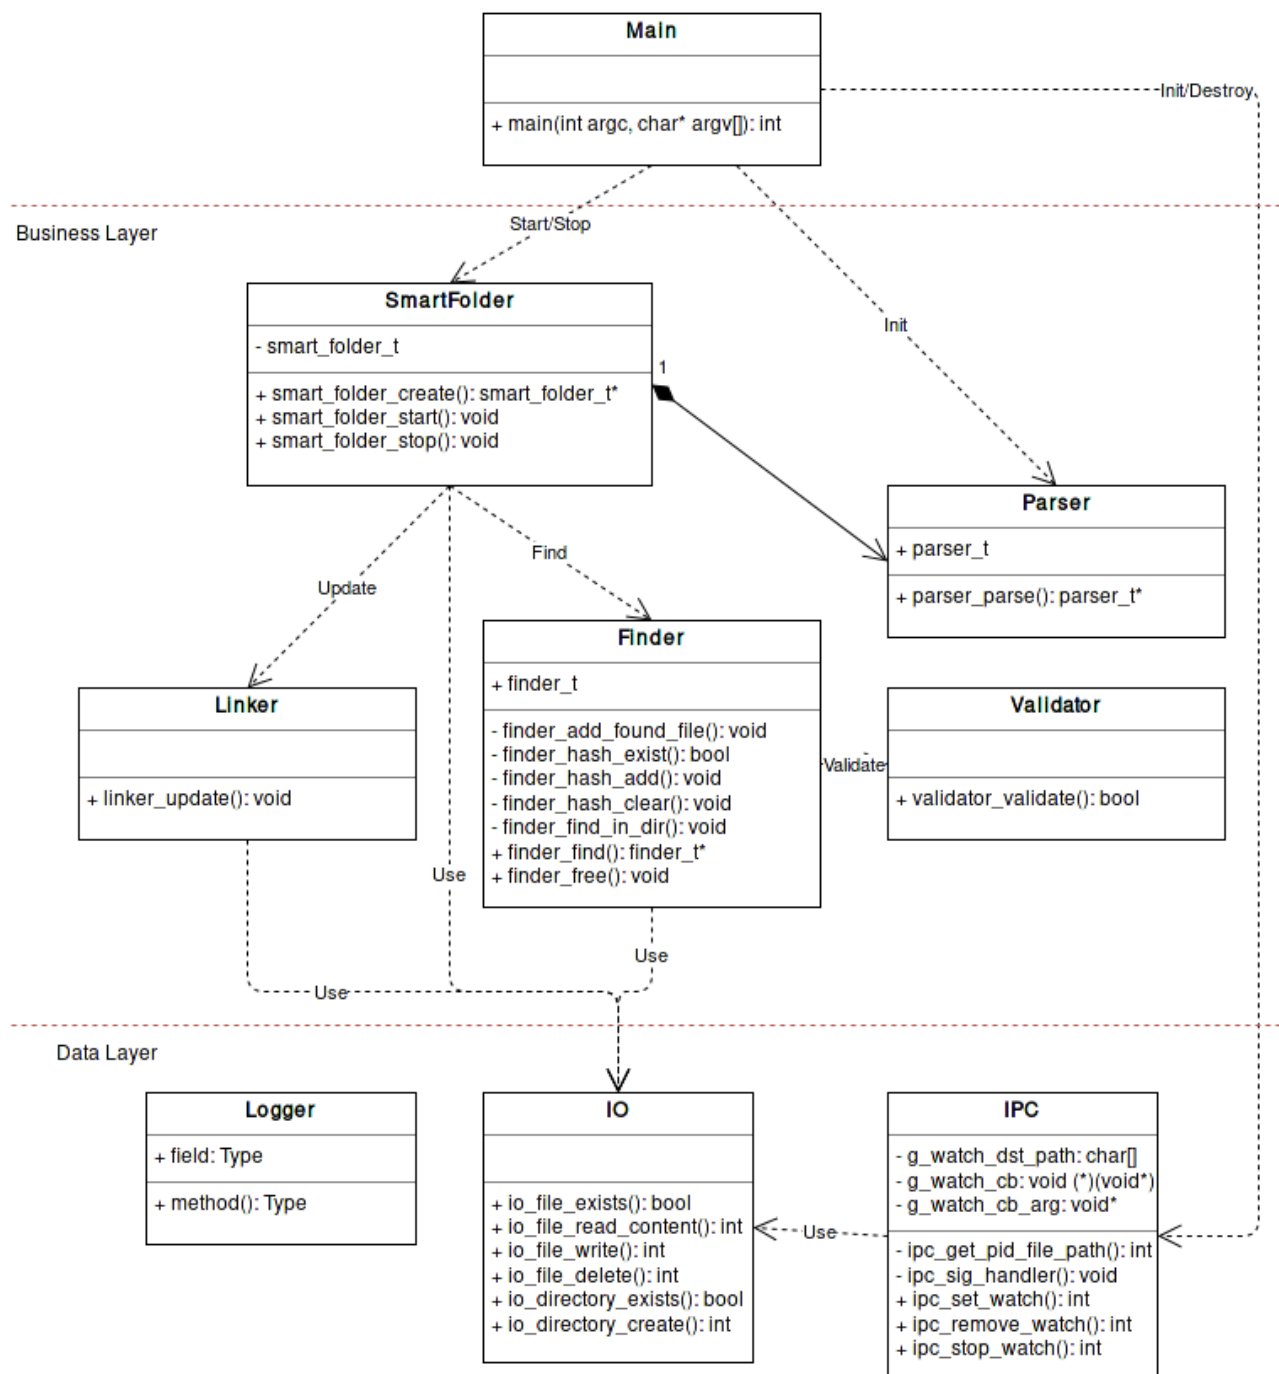 Main
+ main(int argc, char* argv[]): int
Init/Destroy
Start/Stop
Business Layer
Init
SmartFolder
- smart_folder_t
+ smart_folder_create(): smart_folder_t*
+ smart_folder_start(): void
+ smart_folder_stop(): void
1
Parser
+ parser_t
+ parser_parse(): parser_t*
Find
Update
Finder
+ finder_t
- finder_add_found_file(): void
- finder_hash_exist(): bool
- finder_hash_add(): void
- finder_hash_clear(): void
- finder_find_in_dir(): void
+ finder_find(): finder_t*
+ finder_free(): void
Linker
+ linker_update(): void
Validate
Validator
+ validator_validate(): bool
Use
Use
Use
Data Layer
Logger
+ field: Type
+ method(): Type
IO
+ io_file_exists(): bool
+ io_file_read_content(): int
+ io_file_write(): int
+ io_file_delete(): int
+ io_directory_exists(): bool
+ io_directory_create(): int
Use
IPC
- g_watch_dst_path: char[]
- g_watch_cb: void (*)(void*)
- g_watch_cb_arg: void*
- ipc_get_pid_file_path(): int
- ipc_sig_handler(): void
+ ipc_set_watch(): int
+ ipc_remove_watch(): int
+ ipc_stop_watch(): int